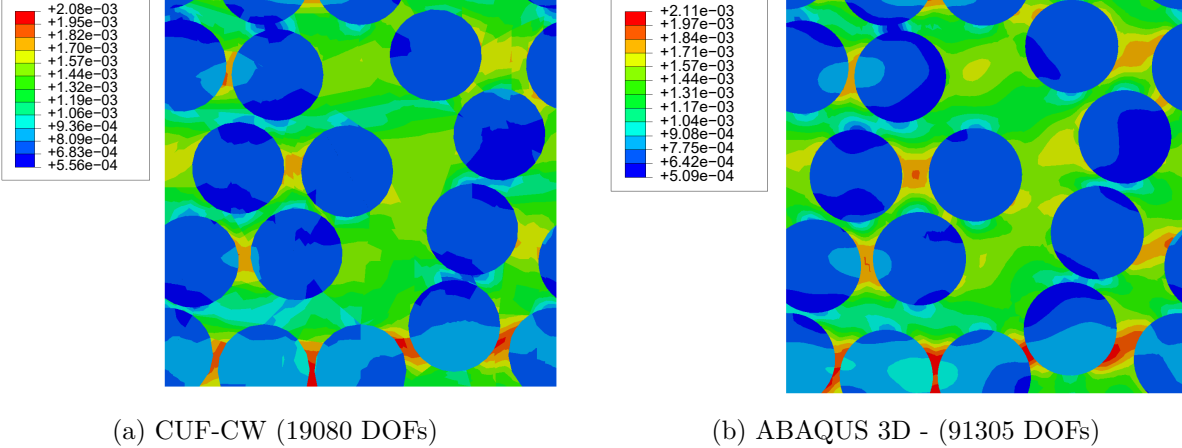 +2.08e−03
+1.95e−03
+1.82e−03
+1.70e−03
+1.57e−03
+1.44e−03
+1.32e−03
+1.19e−03
+1.06e−03
+9.36e−04
+8.09e−04
+6.83e−04
+5.56e−04
+2.11e−03
+1.97e−03
+1.84e−03
+1.71e−03
+1.57e−03
+1.44e−03
+1.31e−03
+1.17e−03
+1.04e−03
+9.08e−04
+7.75e−04
+6.42e−04
+5.09e−04
(a) CUF-CW (19080 DOFs)
(b) ABAQUS 3D - (91305 DOFs)